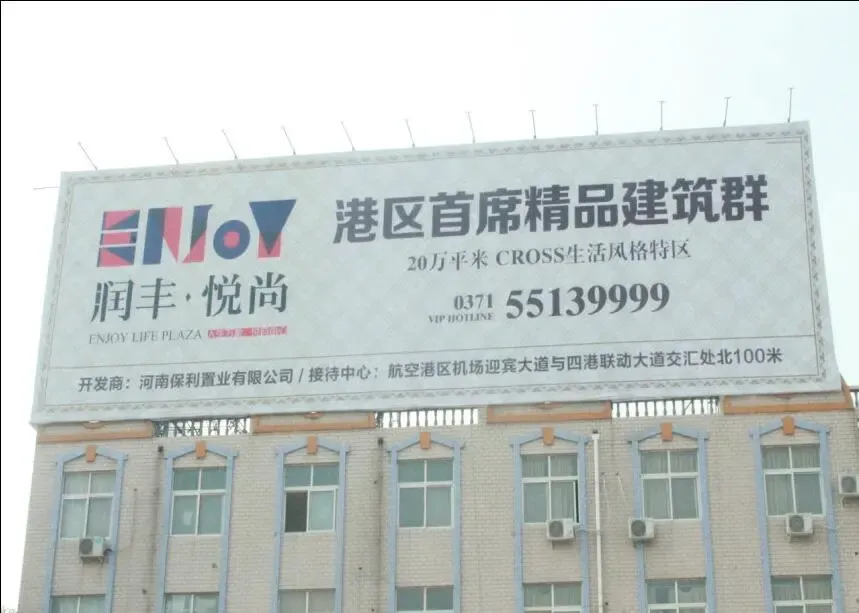 ENJOY
润丰·悦尚
ENJOY LIFE PLAZA
港区首席精品建筑群
20万平米 CROSS生活风格特区
0371 55139999
VIP HOTLINE
开发商：河南保利置业有限公司 / 接待中心：航空港区机场迎宾大道与四港联动大道交汇处北100米